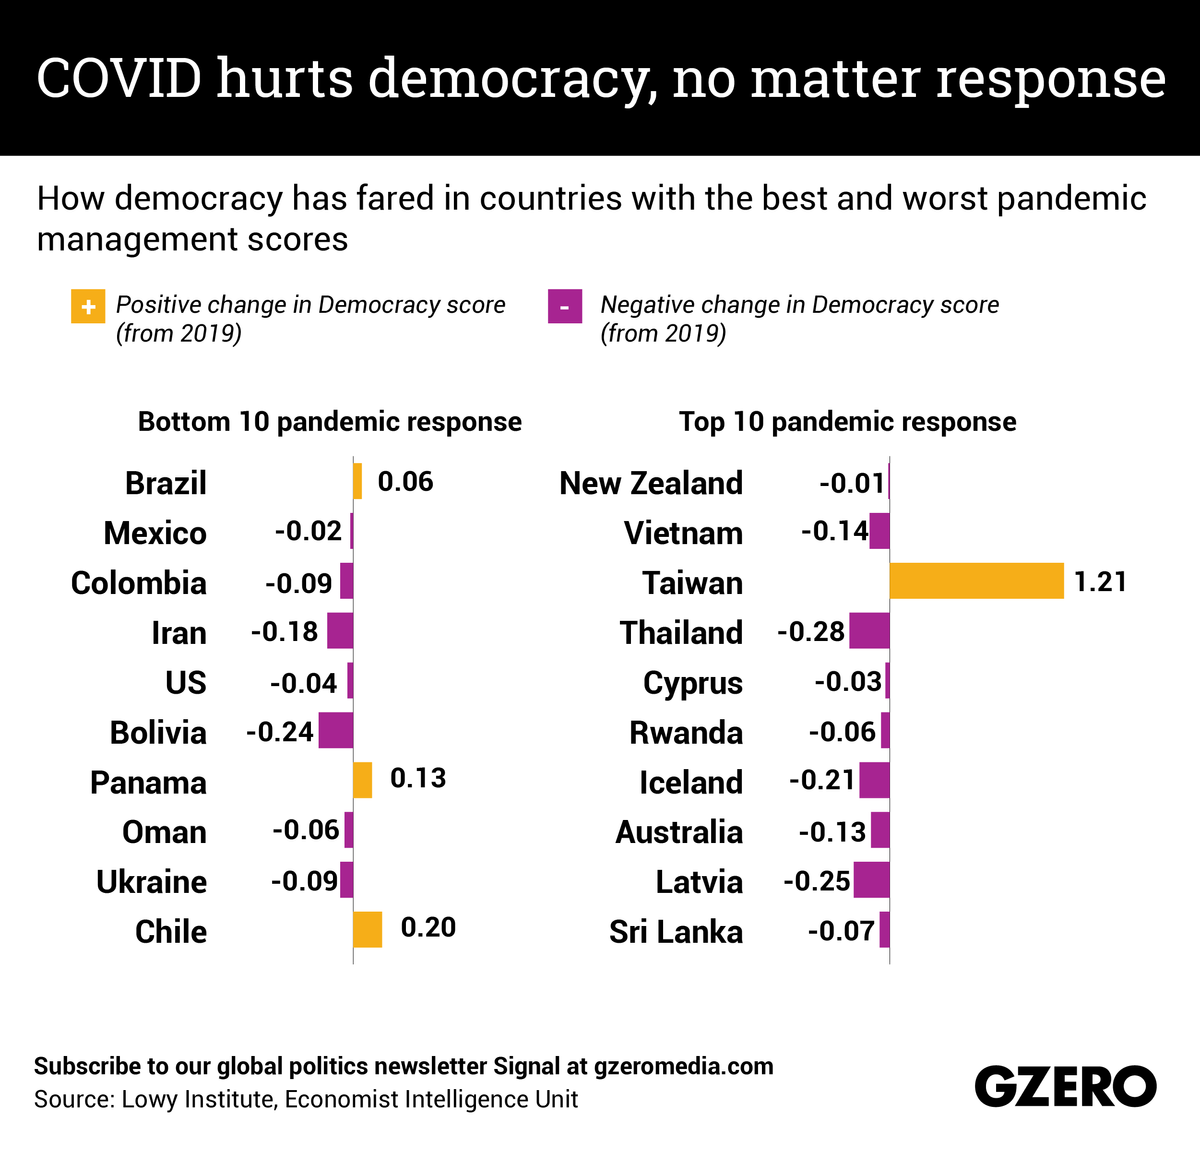 COVID hurts democracy, no matter response
How democracy has fared in countries with the best and worst pandemic
management scores
+ Positive change in Democracy score
(from 2019)
- Negative change in Democracy score
(from 2019)
Bottom 10 pandemic response
Brazil 0.06
Mexico -0.02
Colombia -0.09
Iran -0.18
US -0.04
Bolivia -0.24
Panama 0.13
Oman -0.06
Ukraine -0.09
Chile 0.20
Top 10 pandemic response
New Zealand -0.01
Vietnam -0.14
Taiwan 1.21
Thailand -0.28
Cyprus -0.03
Rwanda -0.06
Iceland -0.21
Australia -0.13
Latvia -0.25
Sri Lanka -0.07
Subscribe to our global politics newsletter Signal at gzeromedia.com
Source: Lowy Institute, Economist Intelligence Unit
GZERO